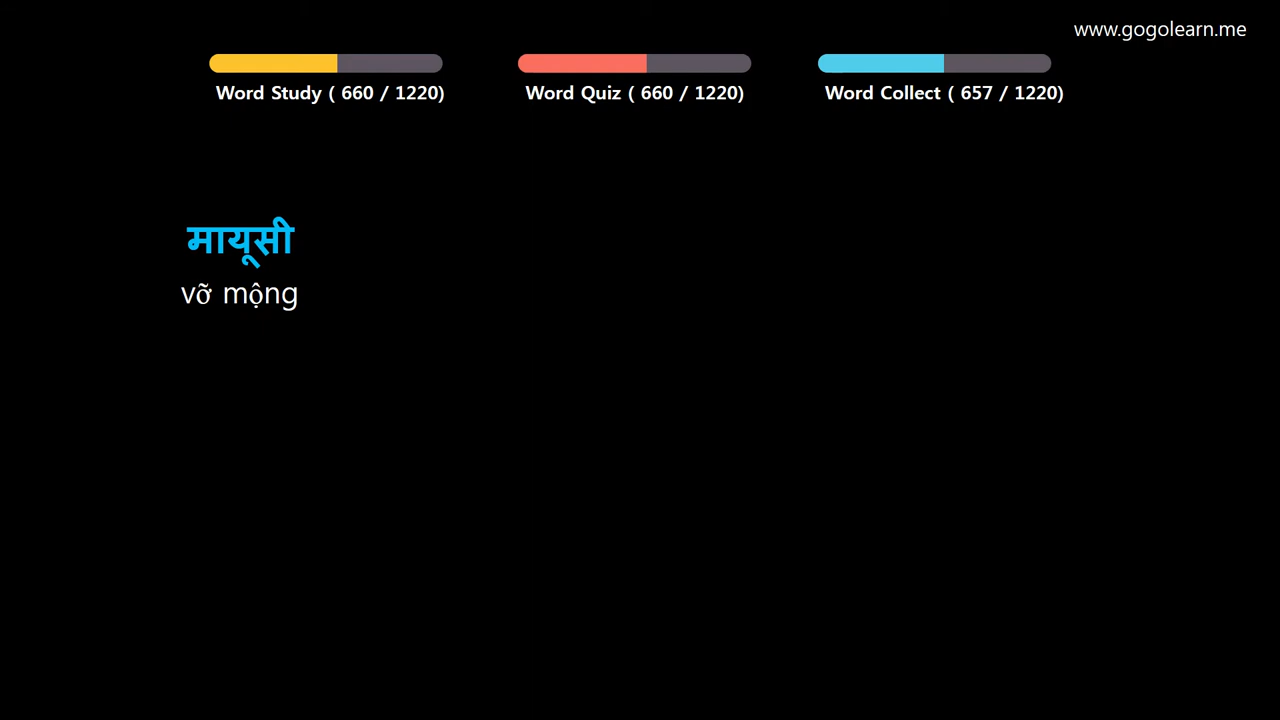 www.gogolearn.me
Word Study ( 660 / 1220)
Word Quiz ( 660 / 1220)
Word Collect ( 657 / 1220)
मायूसी
vỡ mộng